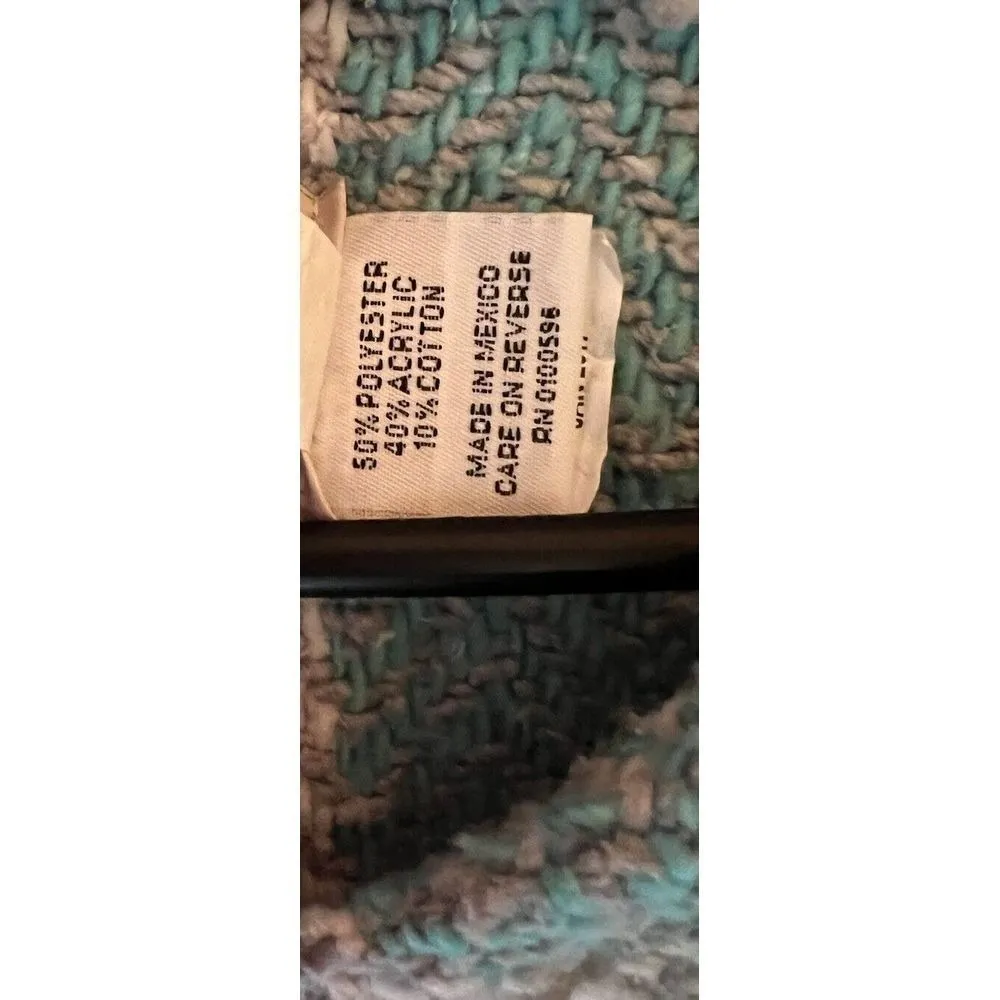 50% POLYESTER
40% ACRYLIC
10% COTTON
MADE IN MEXICO
CARE ON REVERSE
RN 0100596